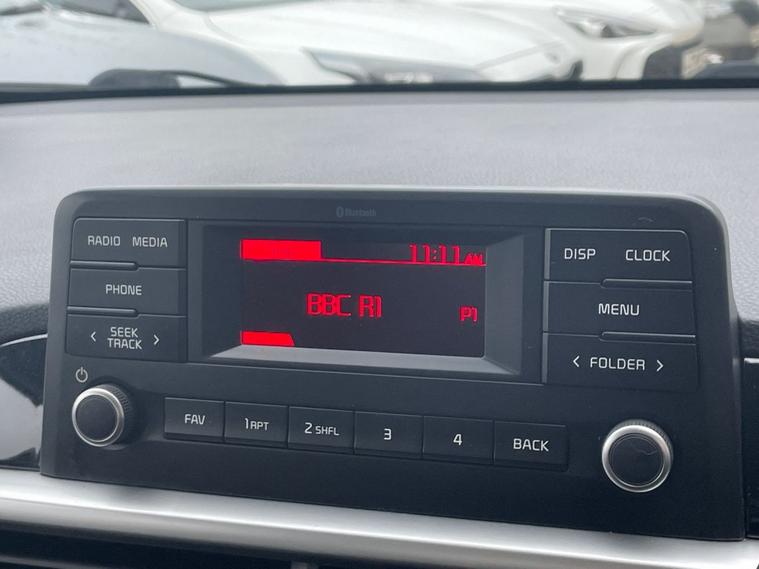 Bluetooth
RADIO MEDIA
PHONE
< SEEK TRACK >
11:11 AM
BBC R1
P1
DISP CLOCK
MENU
< FOLDER >
FAV
1 RPT
2 SHFL
3
4
BACK